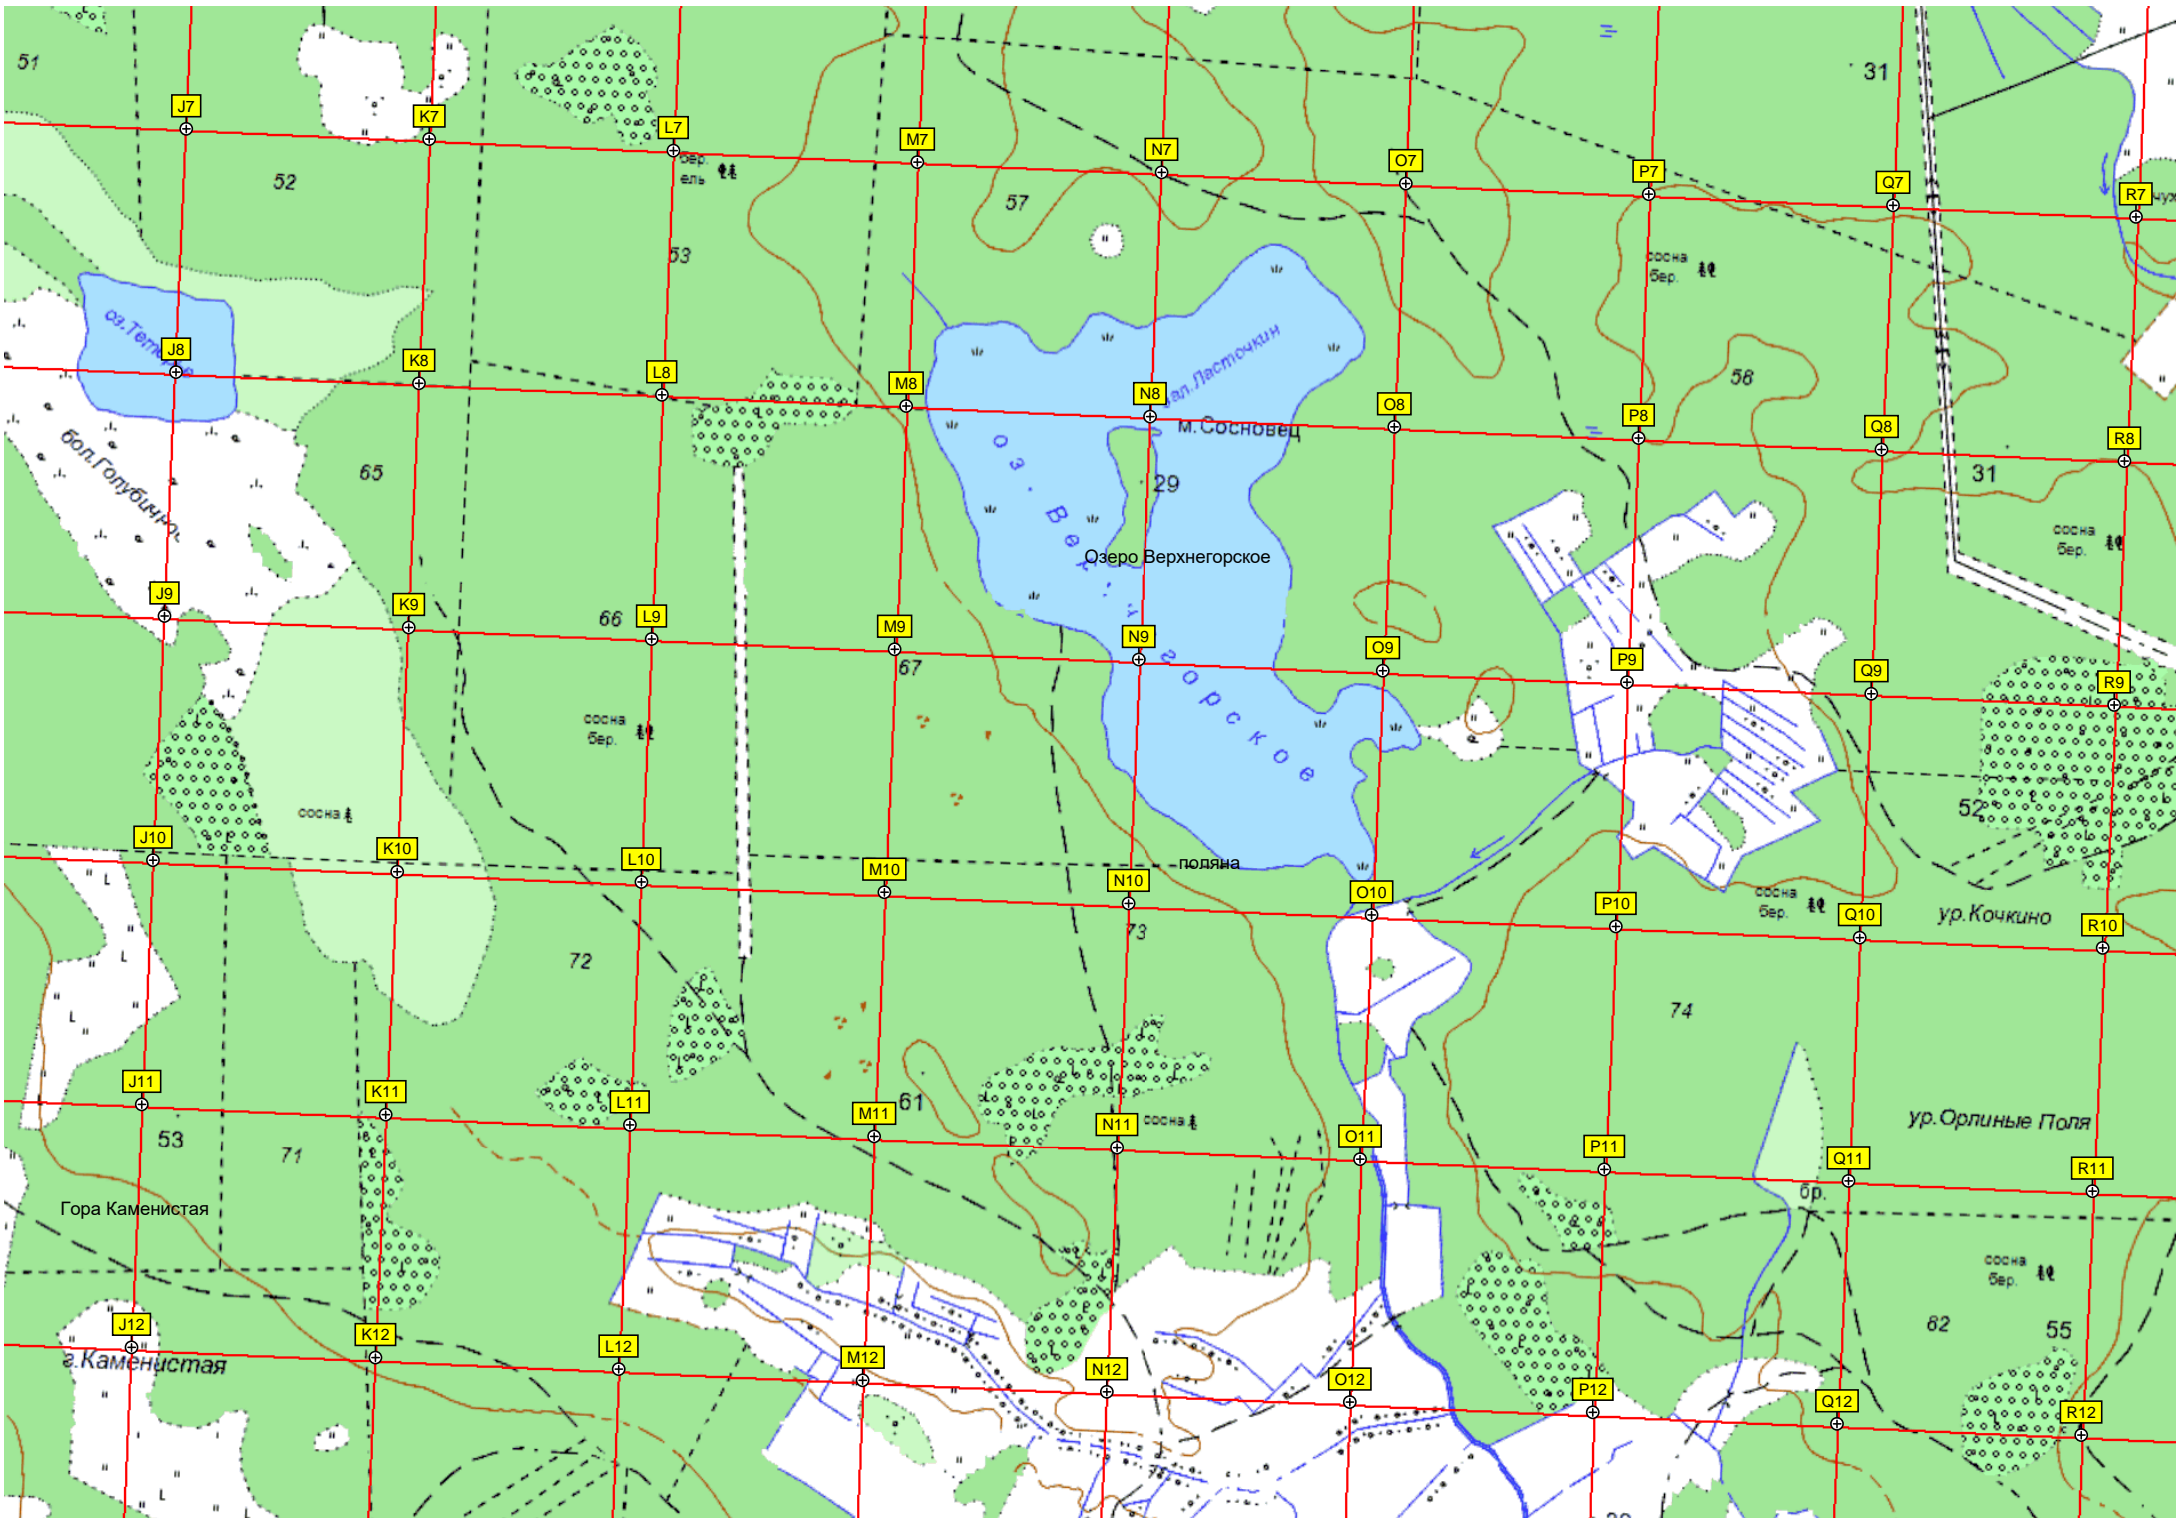 51
31
J7
K7
L7
M7
N7
O7
P7
Q7
R7
бер.
ель
52
57
53
сосна
бер.
зал.Ласточкин
J8
K8
L8
M8
N8
O8
P8
Q8
R8
56
м.Сосновец
65
29
31
бол.Голубичное
сосна
бер.
Озеро Верхнегорское
оз. Верхнегорское
J9
K9
L9
M9
N9
O9
P9
Q9
R9
66
67
сосна
бер.
сосна
52
поляна
J10
K10
L10
M10
N10
O10
P10
Q10
R10
сосна
бер.
ур.Кочкино
73
72
74
J11
K11
L11
M11
N11
O11
P11
Q11
R11
61
сосна
ур.Орлиные Поля
53
71
бр.
Гора Каменистая
сосна
бер.
82
55
J12
K12
L12
M12
N12
O12
P12
Q12
R12
г.Каменистая